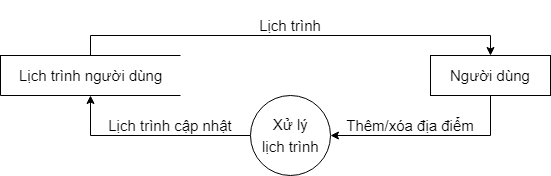 Lịch trình
Lịch trình người dùng
Người dùng
Lịch trình cập nhật
Xử lý
lịch trình
Thêm/xóa địa điểm